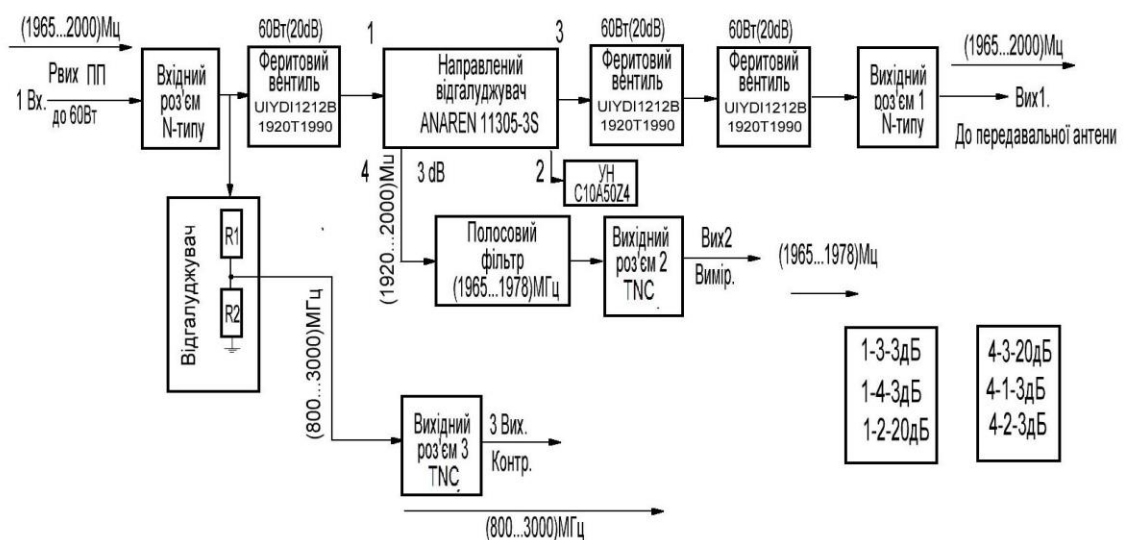 (1965...2000)Мц
Рвих ПП
1 Вх.
до 60Вт
Вхідний
роз'єм
N-типу
60Вт(20dB)
Феритовий
вентиль
UIYDI1212B
1920T1990
1
3
Направлений
відгалуджувач
ANAREN 11305-3S
4
3 dB
2
УН
C10A50Z4
60Вт(20dB)
Феритовий
вентиль
UIYDI1212B
1920T1990
60Вт(20dB)
Феритовий
вентиль
UIYDI1212B
1920T1990
Вихідний
роз'єм 1
N-типу
(1965...2000)Мц
Вих1.
До передавальної антени
(1920...2000)Мц
Полосовий
фільтр
(1965...1978)МГц
Вихідний
роз'єм 2
TNC
Вих2
Вимір.
(1965...1978)Мц
Відгалуджувач
R1
R2
(800...3000)МГц
Вихідний
роз'єм 3
TNC
3 Вих.
Контр.
(800...3000)МГц
1-3-3дБ
1-4-3дБ
1-2-20дБ
4-3-20дБ
4-1-3дБ
4-2-3дБ